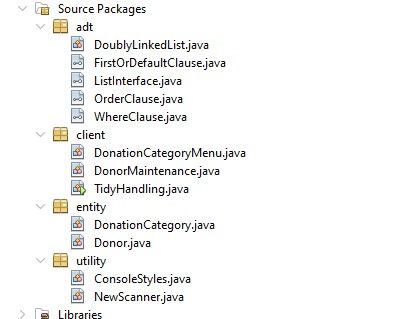 Source Packages
adt
DoublyLinkedList.java
FirstOrDefaultClause.java
ListInterface.java
OrderClause.java
WhereClause.java
client
DonationCategoryMenu.java
DonorMaintenance.java
TidyHandling.java
entity
DonationCategory.java
Donor.java
utility
ConsoleStyles.java
NewScanner.java
Libraries